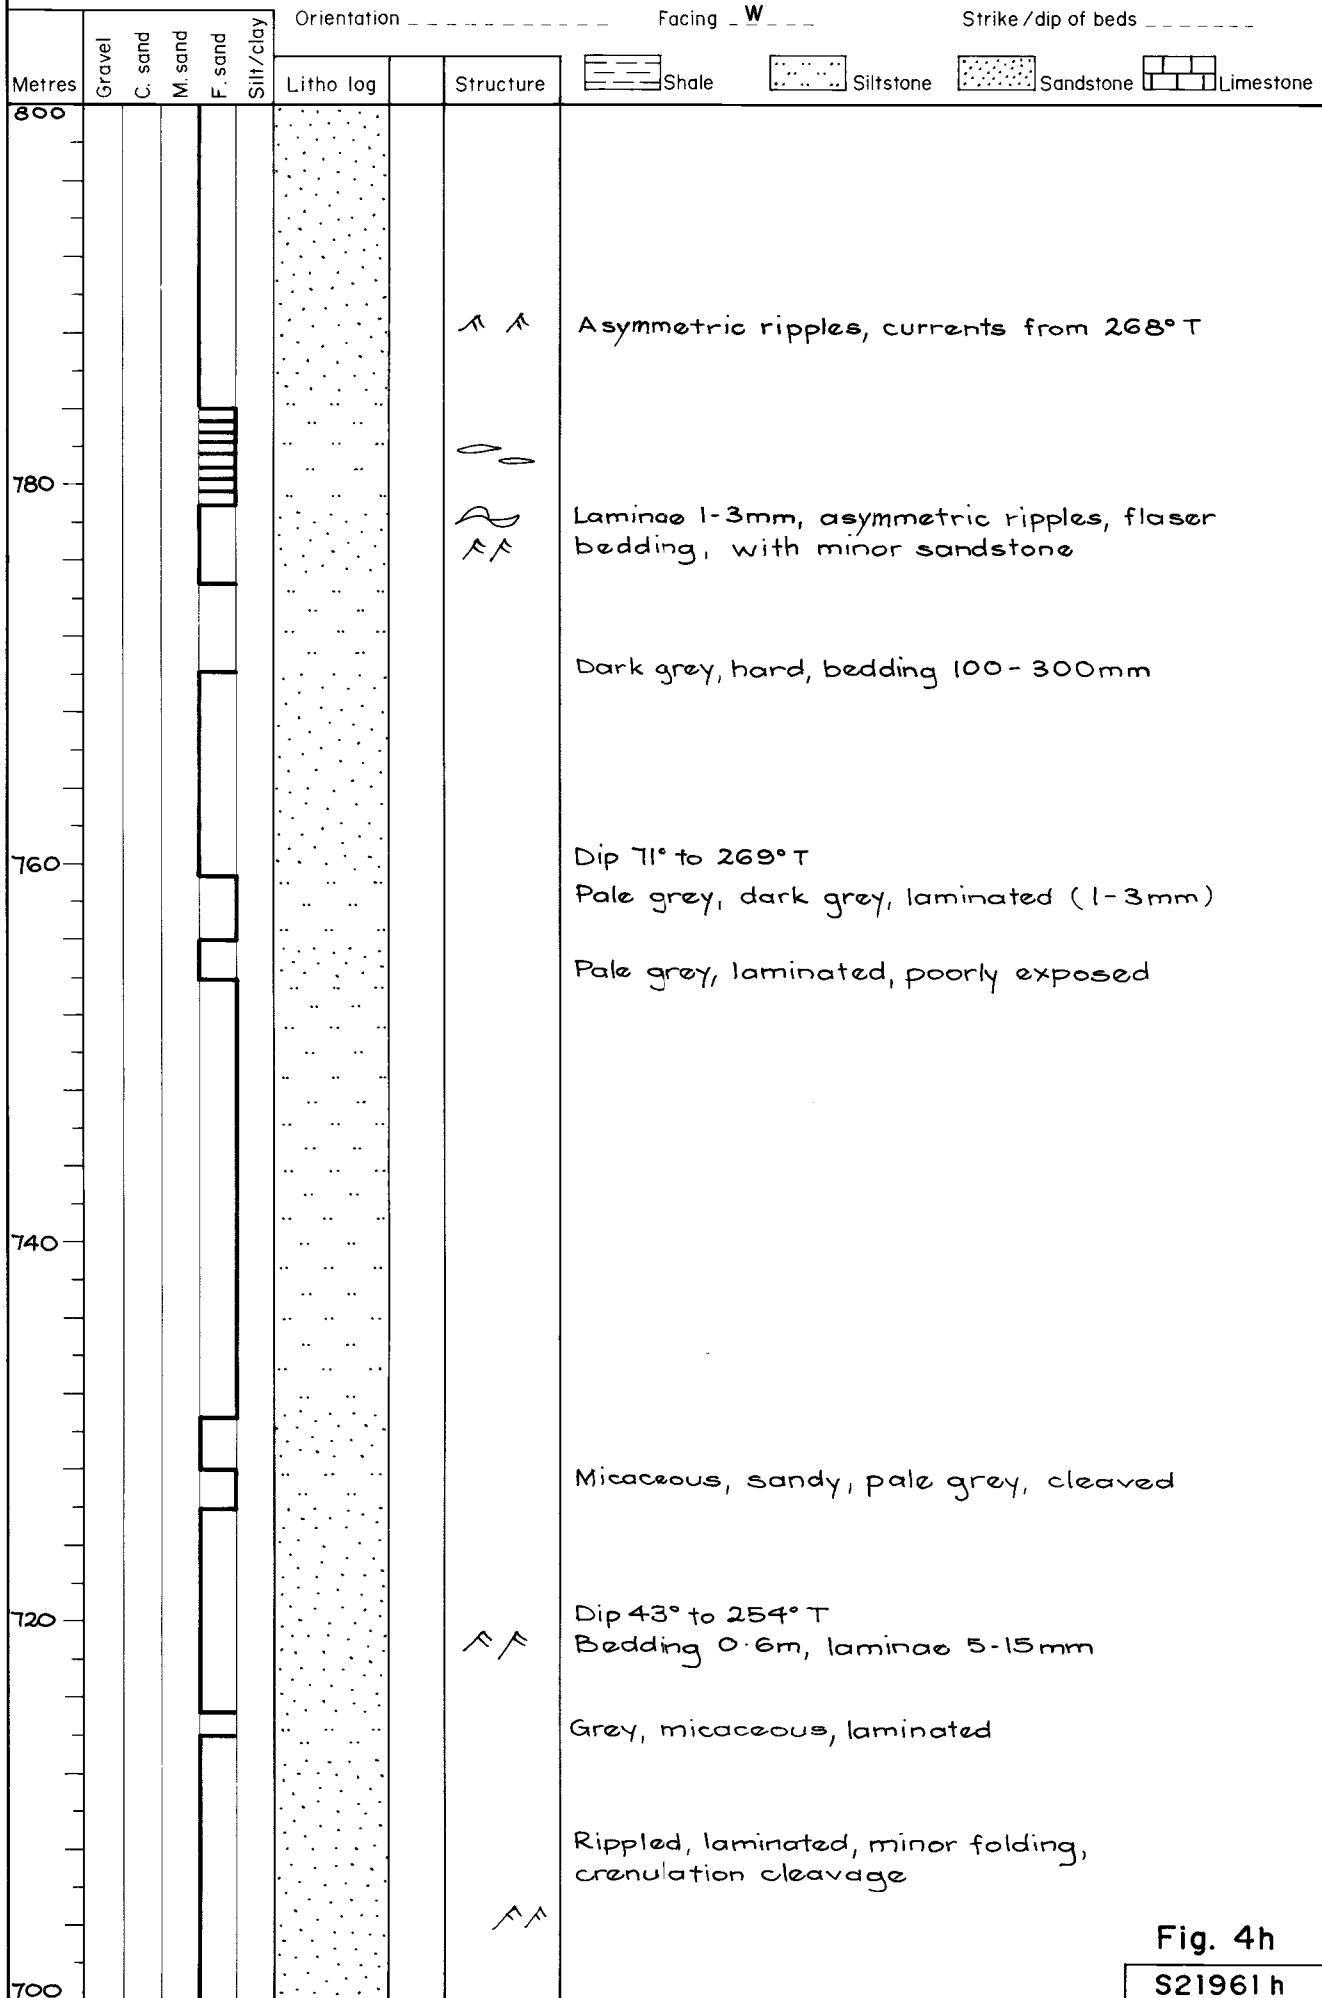 Orientation Facing W Strike/dip of beds
Metres Gravel C. sand M. sand F. sand Silt/clay Litho log Structure Shale Siltstone Sandstone Limestone
800
Asymmetric ripples, currents from 268° T
780
Laminae 1-3mm, asymmetric ripples, flaser
bedding, with minor sandstone
Dark grey, hard, bedding 100-300mm
760
Dip 71° to 269° T
Pale grey, dark grey, laminated (1-3mm)
Pale grey, laminated, poorly exposed
740
Micaceous, sandy, pale grey, cleaved
720
Dip 43° to 254° T
Bedding 0·6m, laminae 5-15mm
Grey, micaceous, laminated
Rippled, laminated, minor folding,
crenulation cleavage
Fig. 4h
700
S21961h